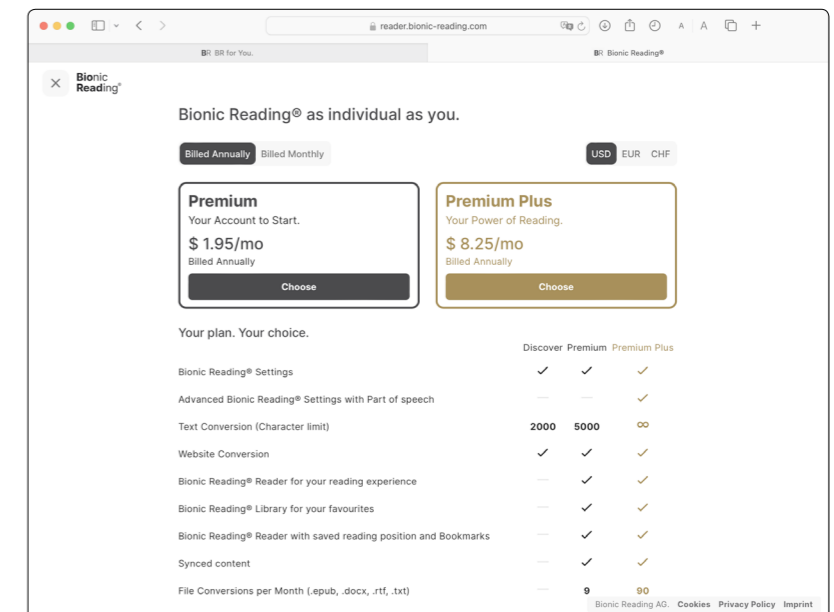 reader.bionic-reading.com
A A
BR BR for You.
BR Bionic Reading®
Bionic
Reading®
Bionic Reading® as individual as you.
Billed Annually Billed Monthly
USD EUR CHF
Premium
Your Account to Start.
$ 1.95/mo
Billed Annually
Choose
Premium Plus
Your Power of Reading.
$ 8.25/mo
Billed Annually
Choose
Your plan. Your choice.
Discover Premium Premium Plus
Bionic Reading® Settings ✓ ✓ ✓
Advanced Bionic Reading® Settings with Part of speech — — ✓
Text Conversion (Character limit) 2000 5000 ∞
Website Conversion ✓ ✓ ✓
Bionic Reading® Reader for your reading experience — ✓ ✓
Bionic Reading® Library for your favourites — ✓ ✓
Bionic Reading® Reader with saved reading position and Bookmarks — ✓ ✓
Synced content — ✓ ✓
File Conversions per Month (.epub, .docx, .rtf, .txt) — 9 90
Bionic Reading AG. Cookies Privacy Policy Imprint